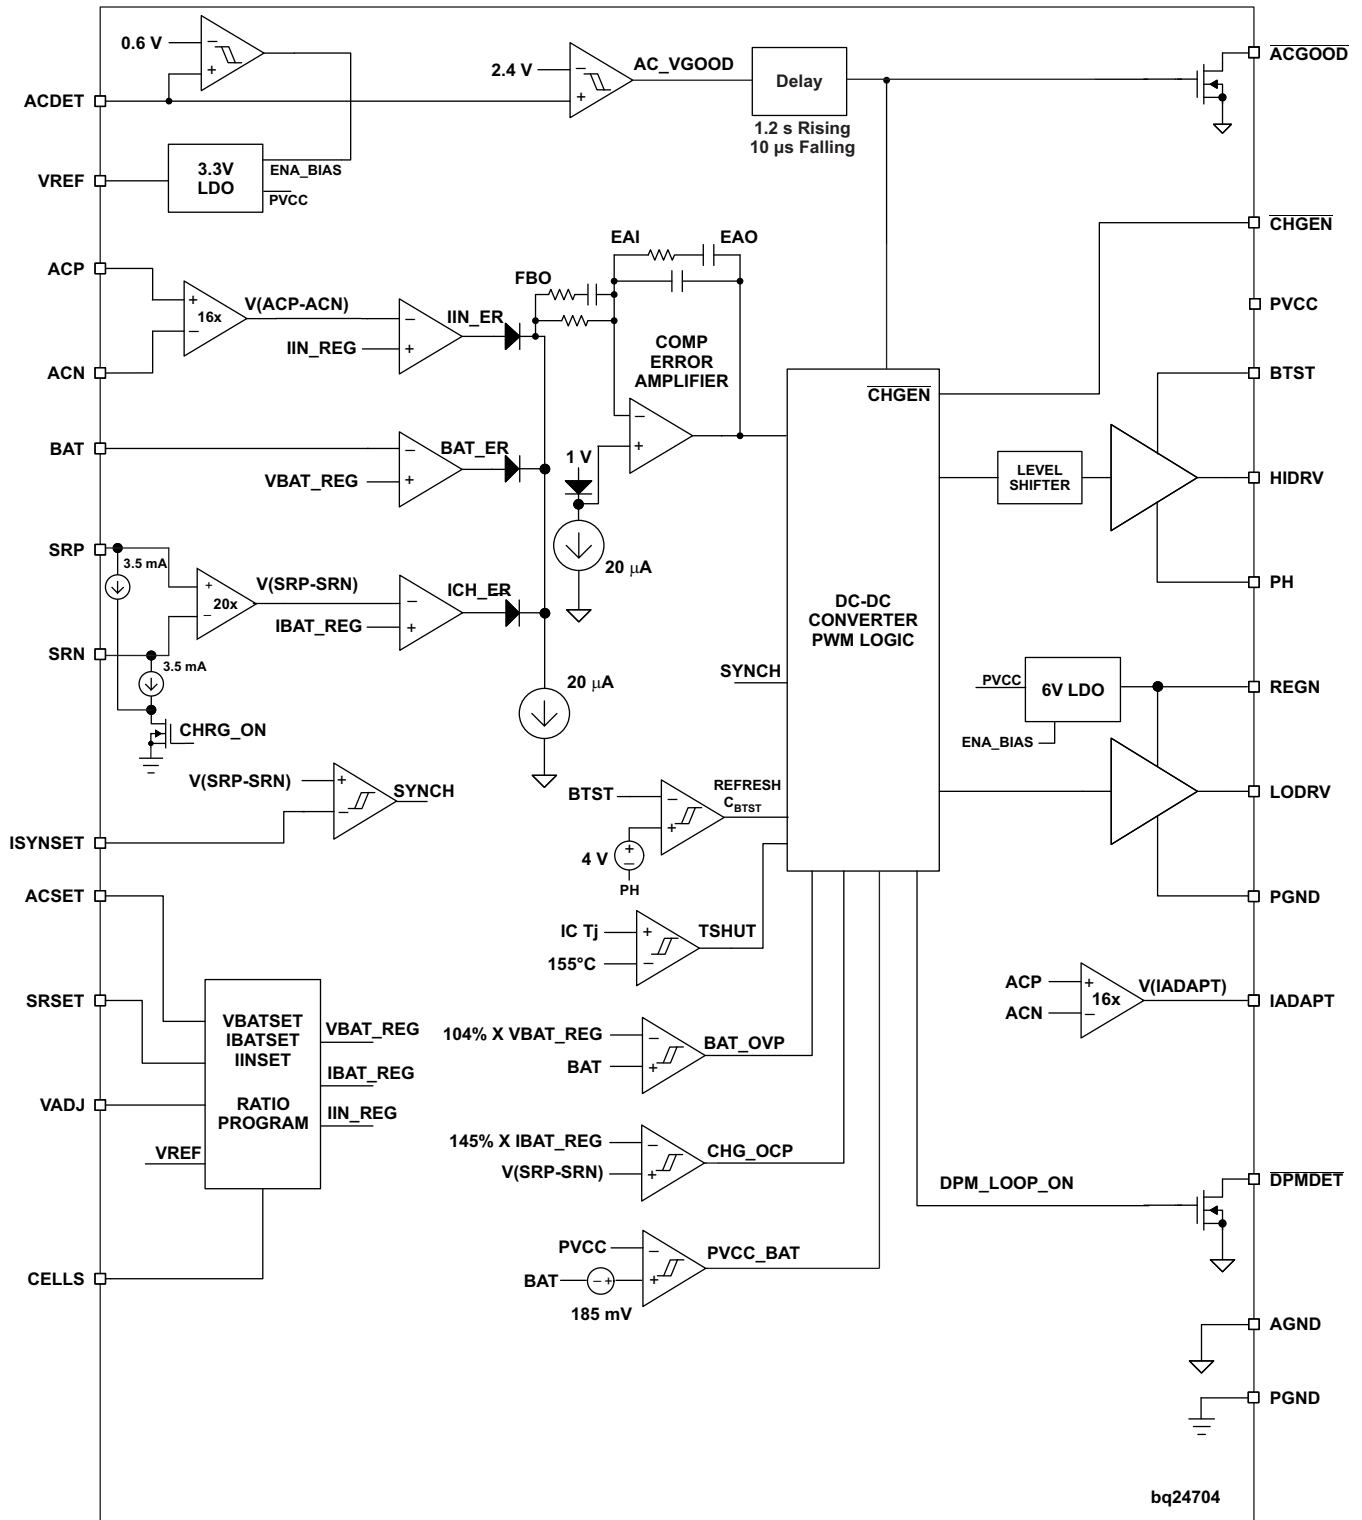 0.6 V
−
+
2.4 V
−
+
AC_VGOOD
Delay
1.2 s Rising
10 µs Falling
ACGOOD
ACDET
VREF
3.3V
LDO
ENA_BIAS
PVCC
CHGEN
ACP
+
16x
−
V(ACP-ACN)
−
+
IIN_REG
IIN_ER
FBO
EAI
EAO
COMP
ERROR
AMPLIFIER
−
+
PVCC
ACN
CHGEN
BTST
BAT
−
+
VBAT_REG
BAT_ER
1 V
20 µA
LEVEL
SHIFTER
HIDRV
SRP
3.5 mA
+
20x
−
V(SRP-SRN)
−
+
IBAT_REG
ICH_ER
PH
DC-DC
CONVERTER
PWM LOGIC
SRN
3.5 mA
CHRG_ON
20 µA
SYNCH
PVCC
6V LDO
ENA_BIAS
REGN
V(SRP-SRN)
+
−
SYNCH
ISYNSET
BTST
−
+
REFRESH
CBTST
+
−
4 V
PH
LODRV
ACSET
IC Tj
155°C
+
−
TSHUT
PGND
SRSET
VBATSET
IBATSET
IINSET
RATIO
PROGRAM
VBAT_REG
IBAT_REG
IIN_REG
VADJ
VREF
CELLS
ACP
ACN
+
16x
−
V(IADAPT)
IADAPT
104% X VBAT_REG
BAT
−
+
BAT_OVP
145% X IBAT_REG
V(SRP-SRN)
−
+
CHG_OCP
DPM_LOOP_ON
DPMDET
PVCC
BAT
− +
185 mV
−
+
PVCC_BAT
AGND
PGND
bq24704